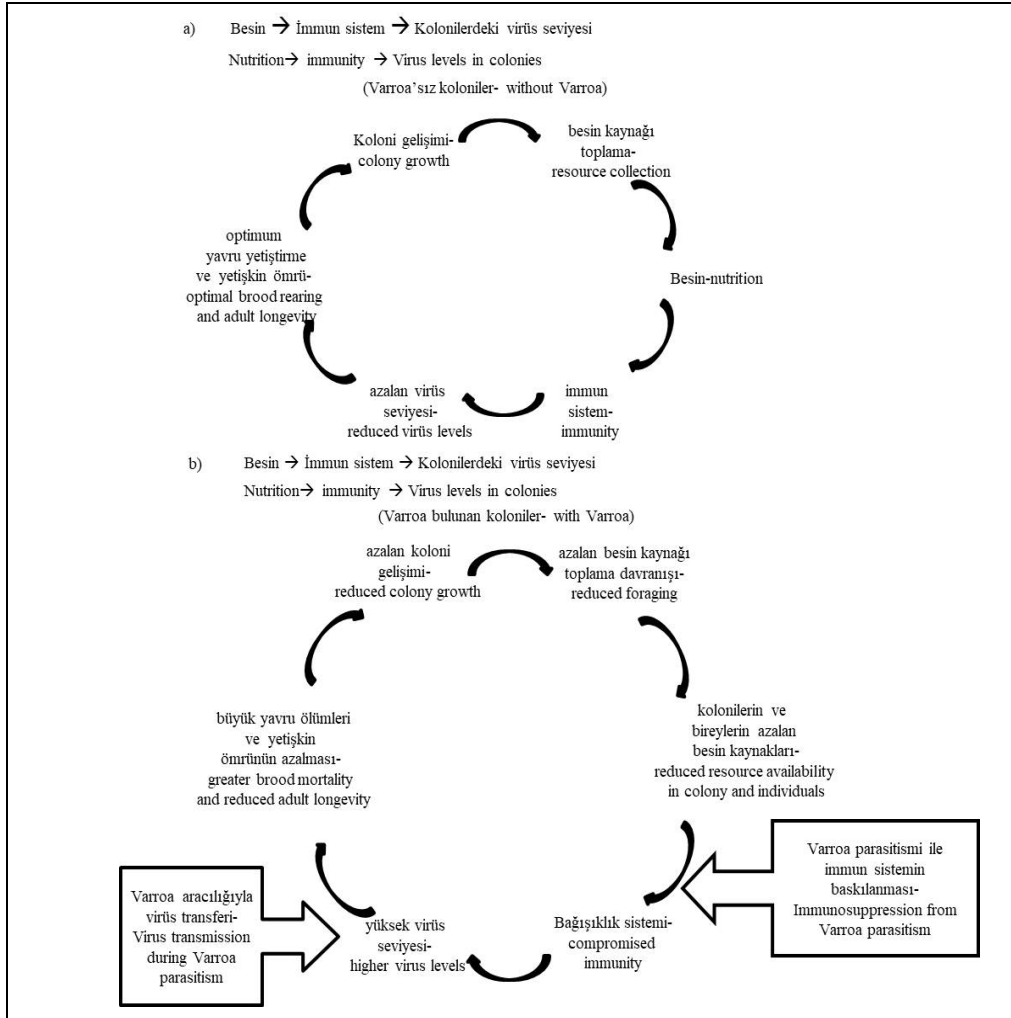 a) Besin → İmmun sistem → Kolonilerdeki virüs seviyesi
Nutrition→ immunity → Virus levels in colonies
(Varroa’sız koloniler- without Varroa)
Koloni gelişimi-
colony growth
besin kaynağı
toplama-
resource collection
Besin-nutrition
immun
sistem-
immunity
azalan virüs
seviyesi-
reduced virüs levels
optimum
yavru yetiştirme
ve yetişkin ömrü-
optimal brood rearing
and adult longevity
b) Besin → İmmun sistem → Kolonilerdeki virüs seviyesi
Nutrition→ immunity → Virus levels in colonies
(Varroa bulunan koloniler- with Varroa)
azalan koloni
gelişimi-
reduced colony growth
azalan besin kaynağı
toplama davranışı-
reduced foraging
kolonilerin ve
bireylerin azalan
besin kaynakları-
reduced resource availability
in colony and individuals
Varroa parasitismi ile
immun sistemin
baskılanması-
Immunosuppression from
Varroa parasitism
Bağışıklık sistemi-
compromised
immunity
yüksek virüs
seviyesi-
higher virus levels
Varroa aracılığıyla
virüs transferi-
Virus transmission
during Varroa
parasitism
büyük yavru ölümleri
ve yetişkin
ömrünün azalması-
greater brood mortality
and reduced adult longevity